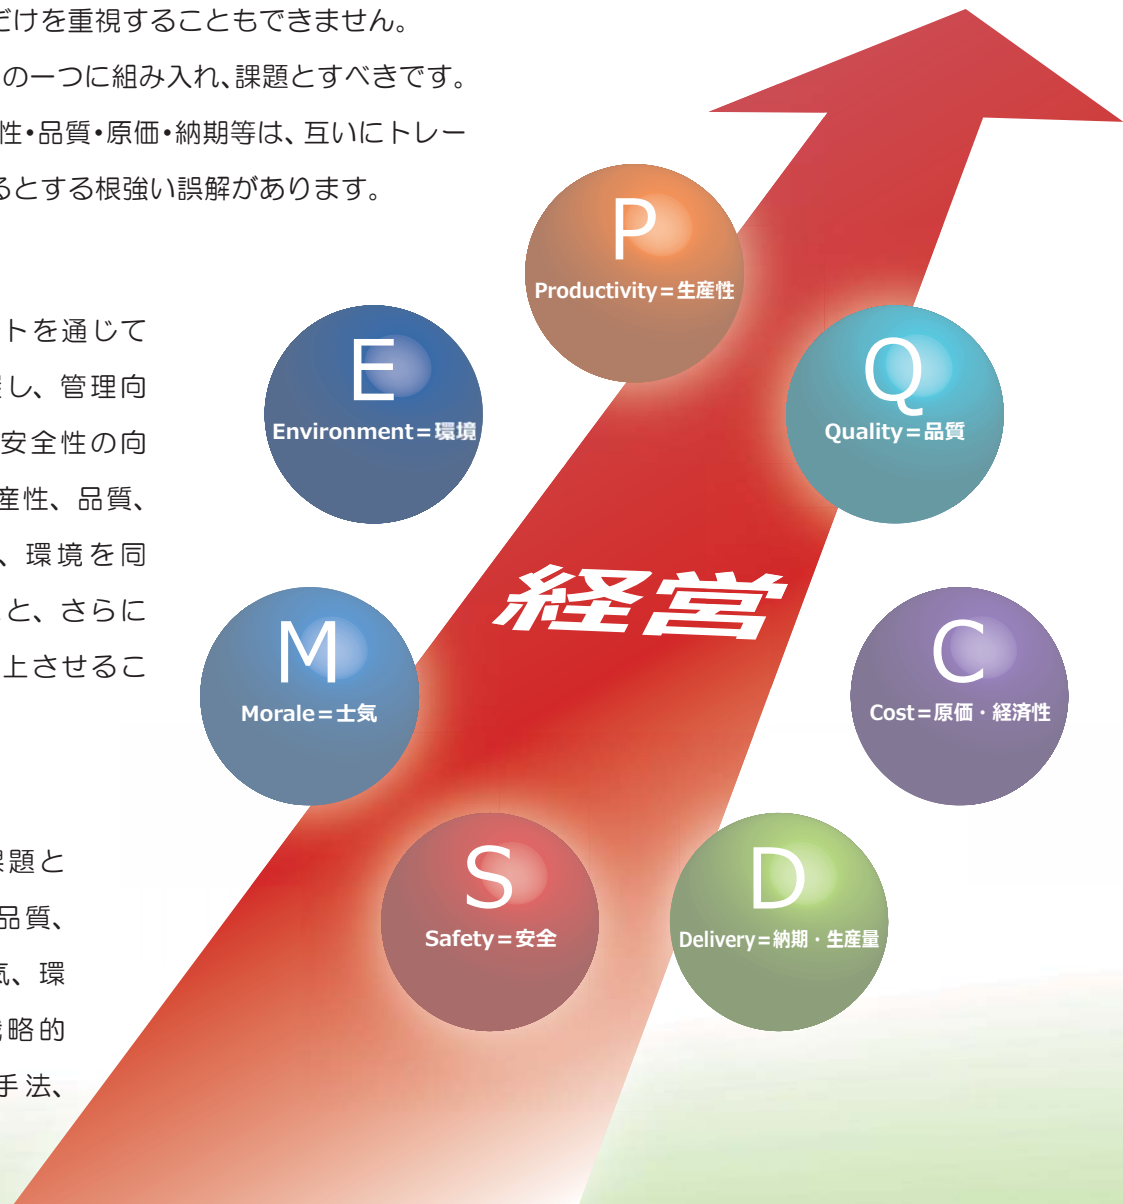 だけを重視することもできません。
の一つに組み入れ、課題とすべきです。
性・品質・原価・納期等は、互いにトレー
るとする根強い誤解があります。
トを通じて
し、管理向
安全性の向
産性、品質、
、環境を同
と、さらに
上させるこ
課題と
品質、
気、環
略的
手法、
P
Productivity=生産性
E
Environment=環境
Q
Quality=品質
経営
M
Morale=士気
C
Cost=原価・経済性
S
Safety=安全
D
Delivery=納期・生産量